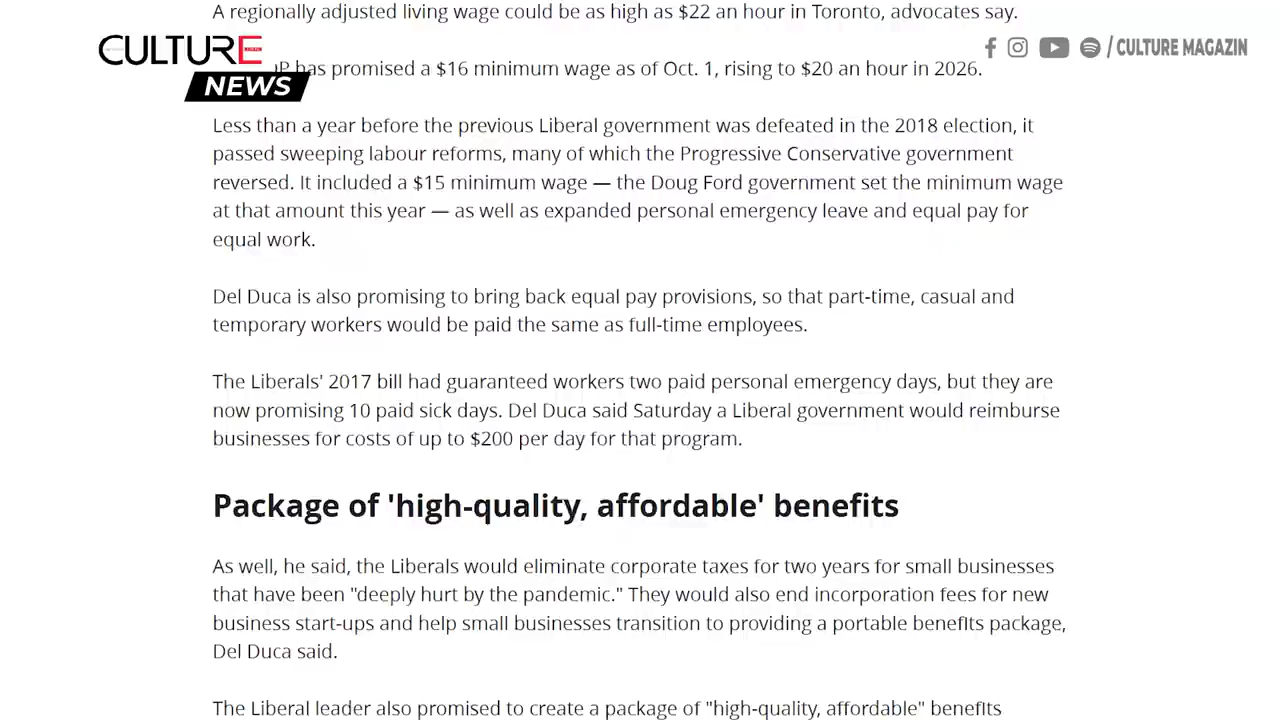 A regionally adjusted living wage could be as high as $22 an hour in Toronto, advocates say.
CULTURE
NEWS
/ CULTURE MAGAZIN
P has promised a $16 minimum wage as of Oct. 1, rising to $20 an hour in 2026.
Less than a year before the previous Liberal government was defeated in the 2018 election, it
passed sweeping labour reforms, many of which the Progressive Conservative government
reversed. It included a $15 minimum wage — the Doug Ford government set the minimum wage
at that amount this year — as well as expanded personal emergency leave and equal pay for
equal work.
Del Duca is also promising to bring back equal pay provisions, so that part-time, casual and
temporary workers would be paid the same as full-time employees.
The Liberals' 2017 bill had guaranteed workers two paid personal emergency days, but they are
now promising 10 paid sick days. Del Duca said Saturday a Liberal government would reimburse
businesses for costs of up to $200 per day for that program.
Package of 'high-quality, affordable' benefits
As well, he said, the Liberals would eliminate corporate taxes for two years for small businesses
that have been "deeply hurt by the pandemic." They would also end incorporation fees for new
business start-ups and help small businesses transition to providing a portable benefits package,
Del Duca said.
The Liberal leader also promised to create a package of "high-quality, affordable" benefits